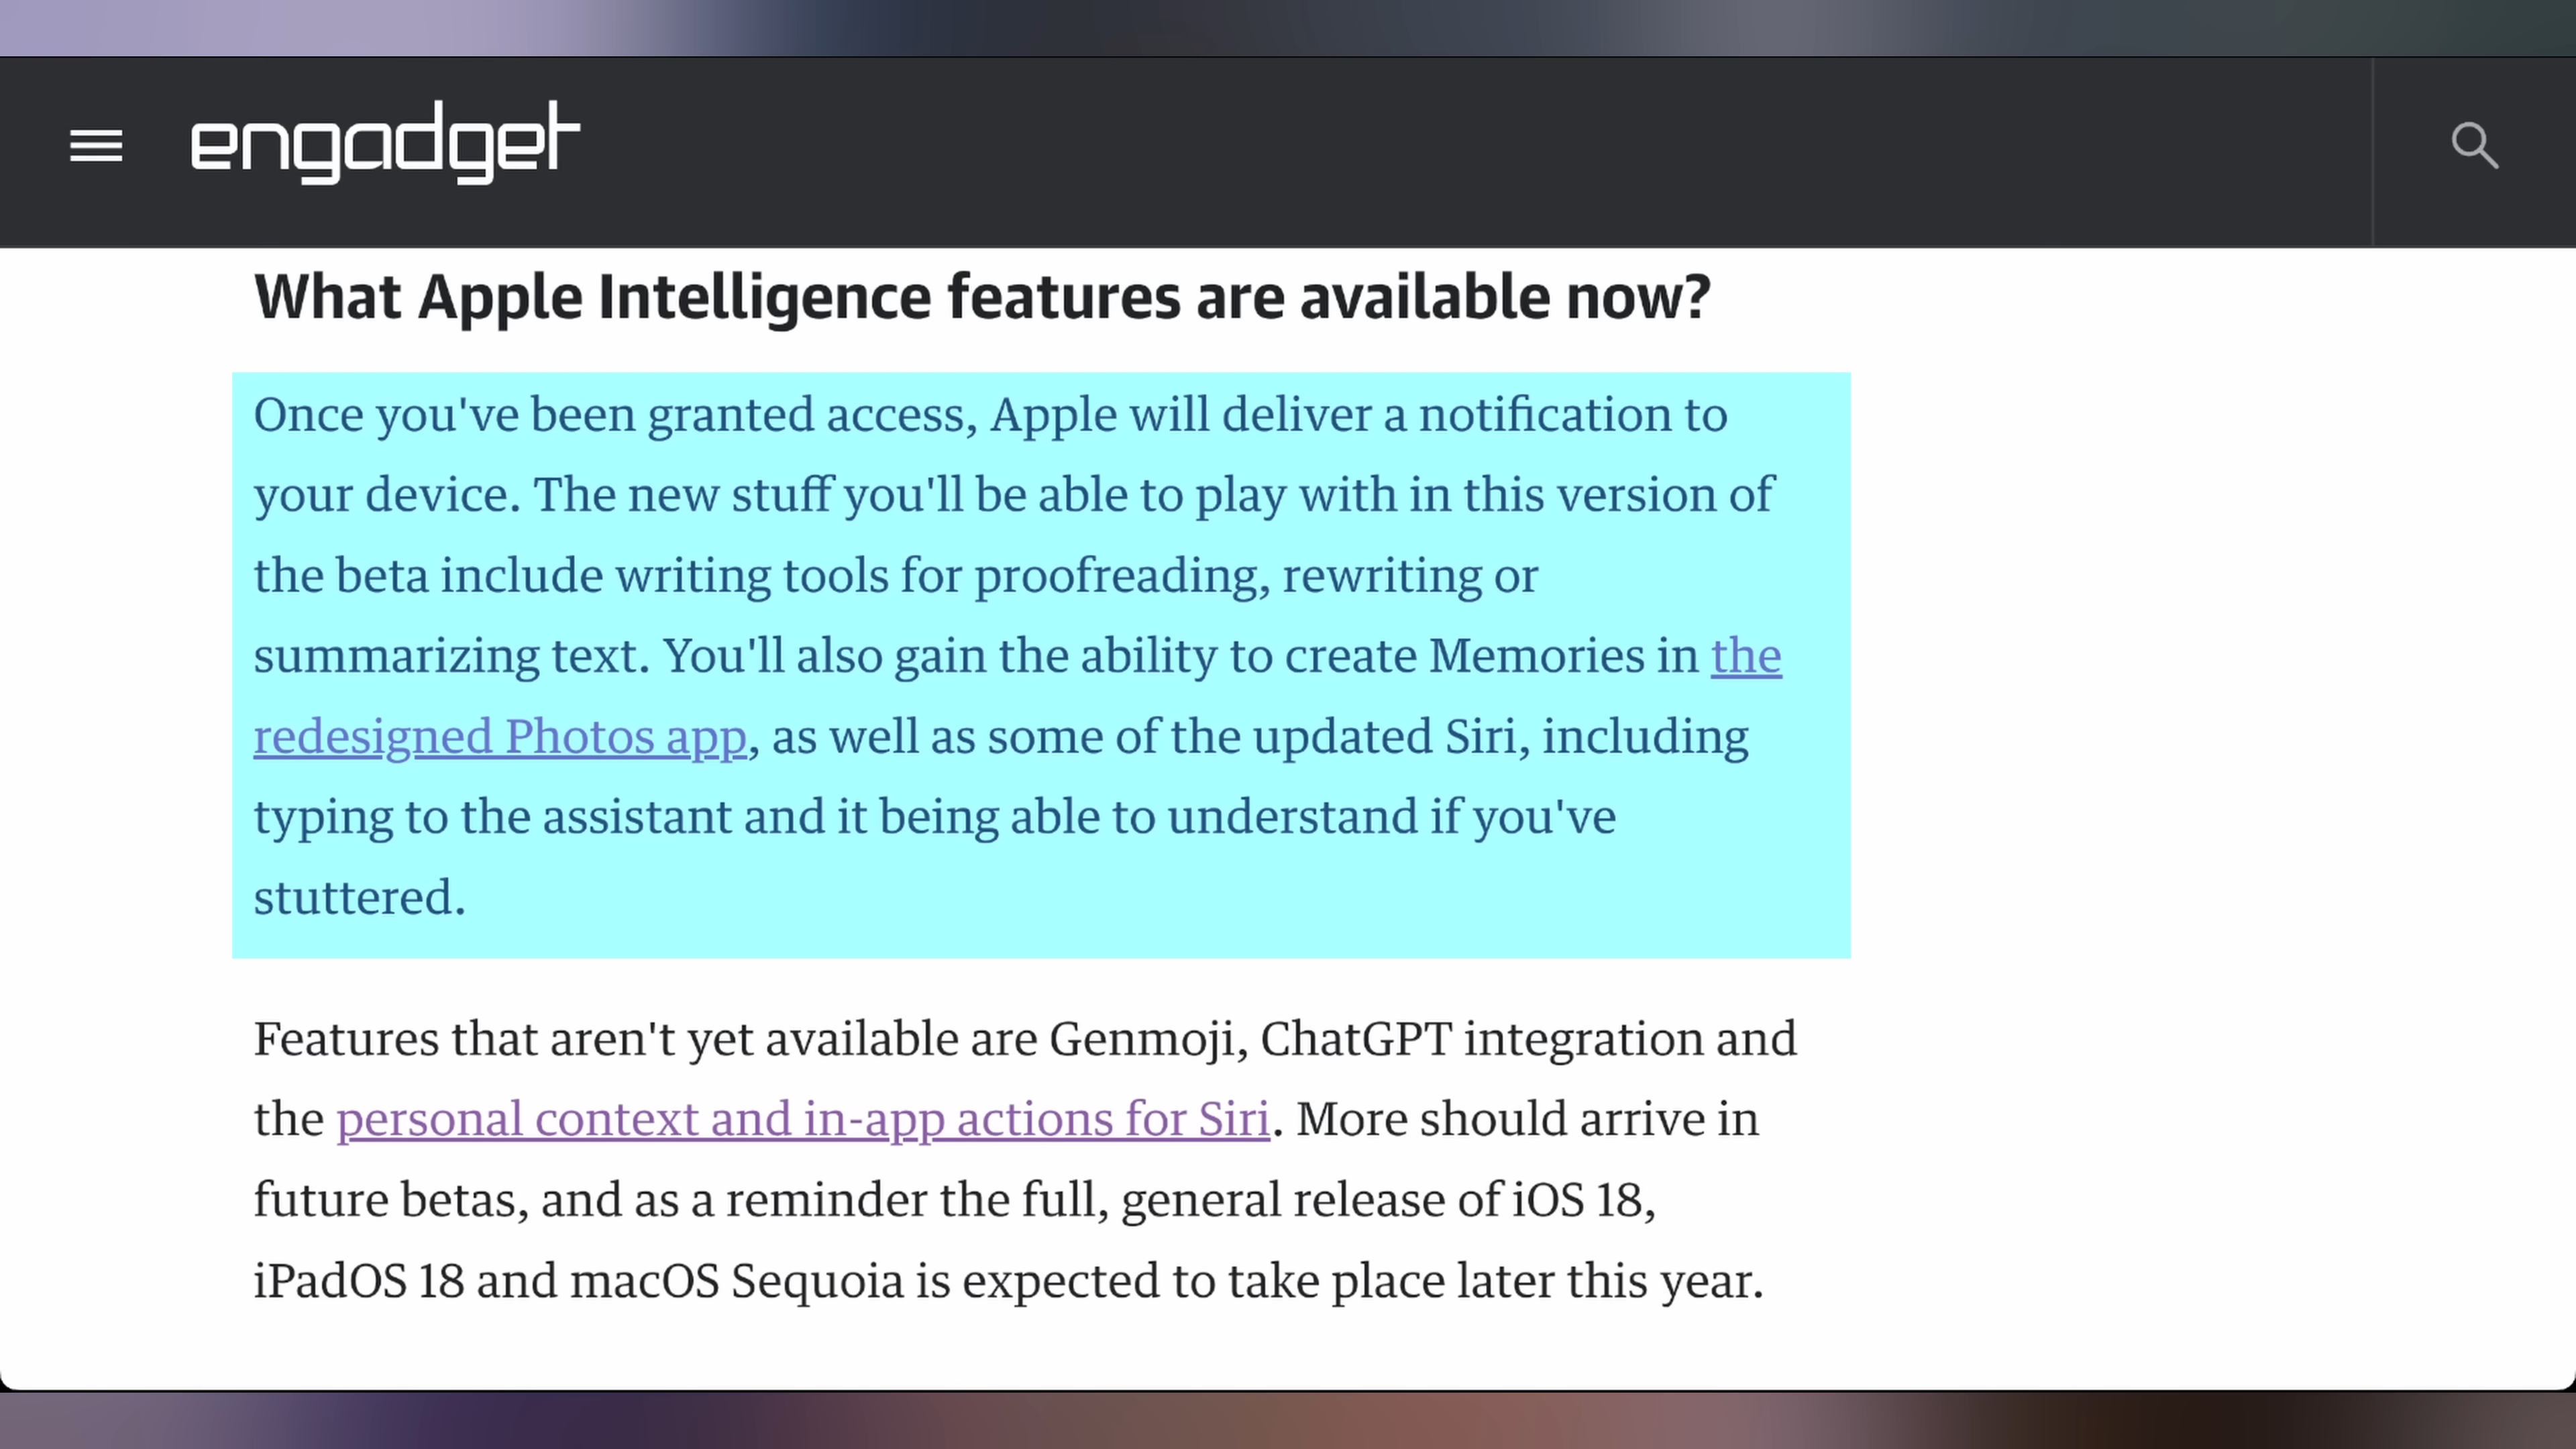 engadget
What Apple Intelligence features are available now?
Once you've been granted access, Apple will deliver a notification to
your device. The new stuff you'll be able to play with in this version of
the beta include writing tools for proofreading, rewriting or
summarizing text. You'll also gain the ability to create Memories in the
redesigned Photos app, as well as some of the updated Siri, including
typing to the assistant and it being able to understand if you've
stuttered.
Features that aren't yet available are Genmoji, ChatGPT integration and
the personal context and in-app actions for Siri. More should arrive in
future betas, and as a reminder the full, general release of iOS 18,
iPadOS 18 and macOS Sequoia is expected to take place later this year.